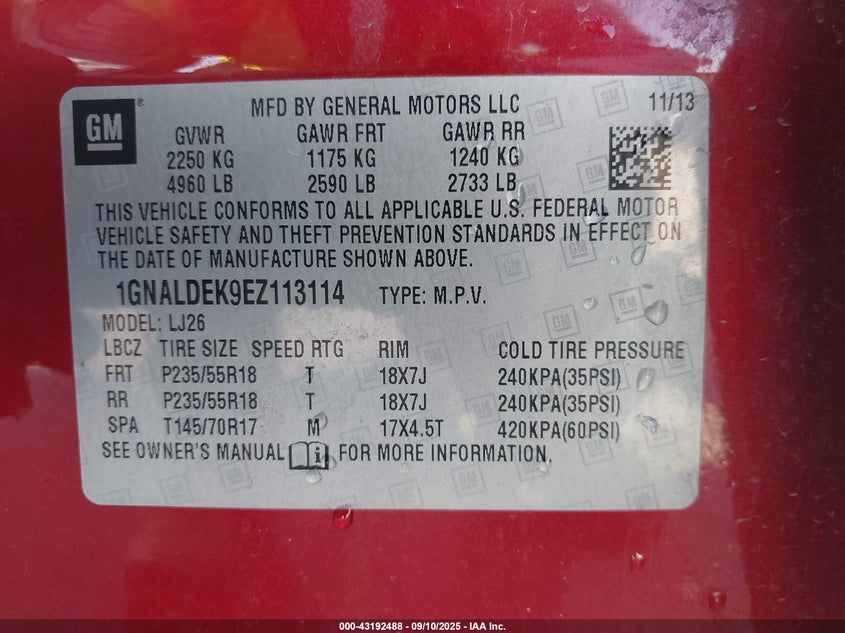 GM ® MFD BY GENERAL MOTORS LLC 11/13
GVWR GAWR FRT GAWR RR
2250 KG 1175 KG 1240 KG
4960 LB 2590 LB 2733 LB
THIS VEHICLE CONFORMS TO ALL APPLICABLE U.S. FEDERAL MOTOR
VEHICLE SAFETY AND THEFT PREVENTION STANDARDS IN EFFECT ON
THE DATE OF MANUFACTURE SHOWN ABOVE.
1GNALDEK9EZ113114 TYPE: M.P.V.
MODEL: LJ26
LBCZ TIRE SIZE SPEED RTG RIM COLD TIRE PRESSURE
FRT P235/55R18 T 18X7J 240KPA(35PSI)
RR P235/55R18 T 18X7J 240KPA(35PSI)
SPA T145/70R17 M 17X4.5T 420KPA(60PSI)
SEE OWNER'S MANUAL i FOR MORE INFORMATION.
000-43192488 - 09/10/2025 - IAA Inc.